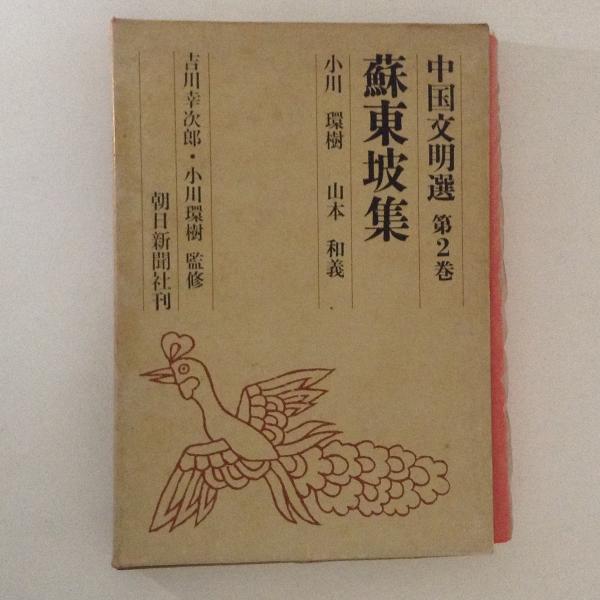 中国文明選 第2巻
蘇東坡集
小川 環樹 山本 和義
吉川幸次郎・小川環樹 監修
朝日新聞社刊